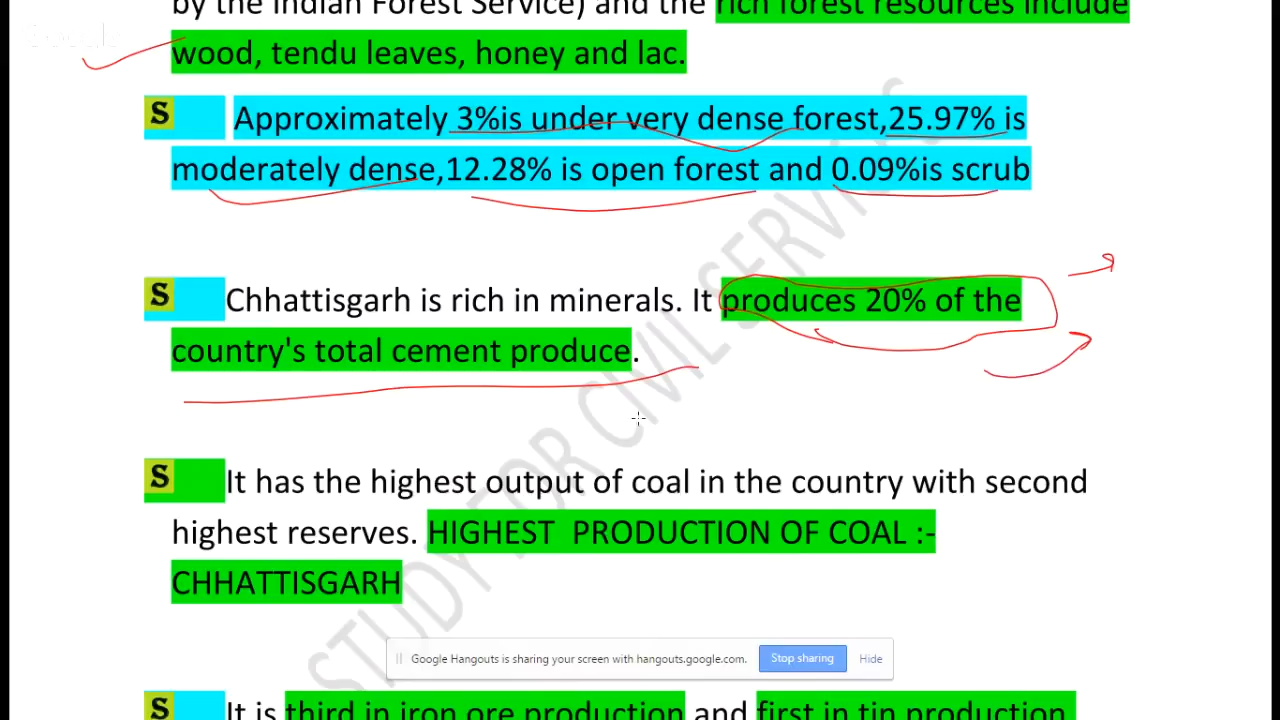 by the Indian Forest Service) and the rich forest resources include
wood, tendu leaves, honey and lac.
S Approximately 3%is under very dense forest,25.97% is
moderately dense,12.28% is open forest and 0.09%is scrub
S Chhattisgarh is rich in minerals. It produces 20% of the
country's total cement produce.
S It has the highest output of coal in the country with second
highest reserves. HIGHEST PRODUCTION OF COAL :-
CHHATTISGARH
STUDY FOR CIVIL SERVICES
Google Hangouts is sharing your screen with hangouts.google.com. Stop sharing Hide
S It is third in iron ore production and first in tin production